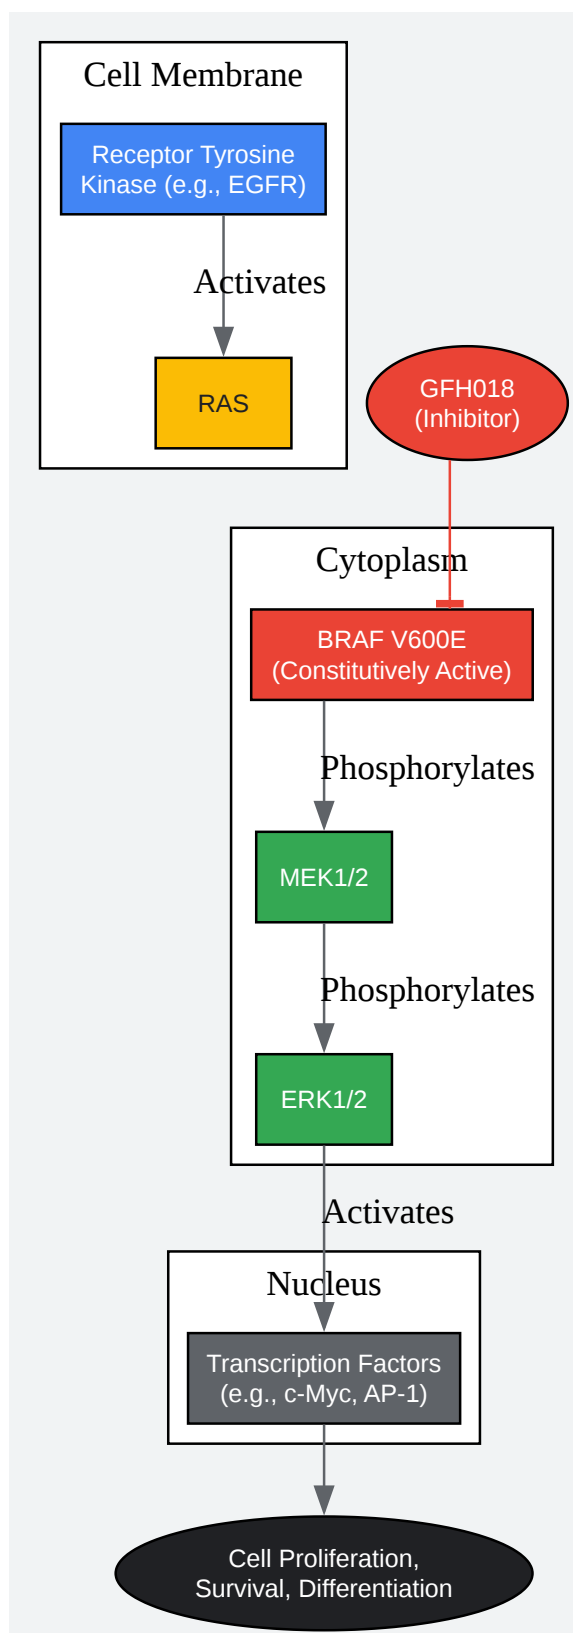 Cell Membrane
Receptor Tyrosine
Kinase (e.g., EGFR)
Activates
RAS
GFH018
(Inhibitor)
Cytoplasm
BRAF V600E
(Constitutively Active)
Phosphorylates
MEK1/2
Phosphorylates
ERK1/2
Activates
Nucleus
Transcription Factors
(e.g., c-Myc, AP-1)
Cell Proliferation,
Survival, Differentiation